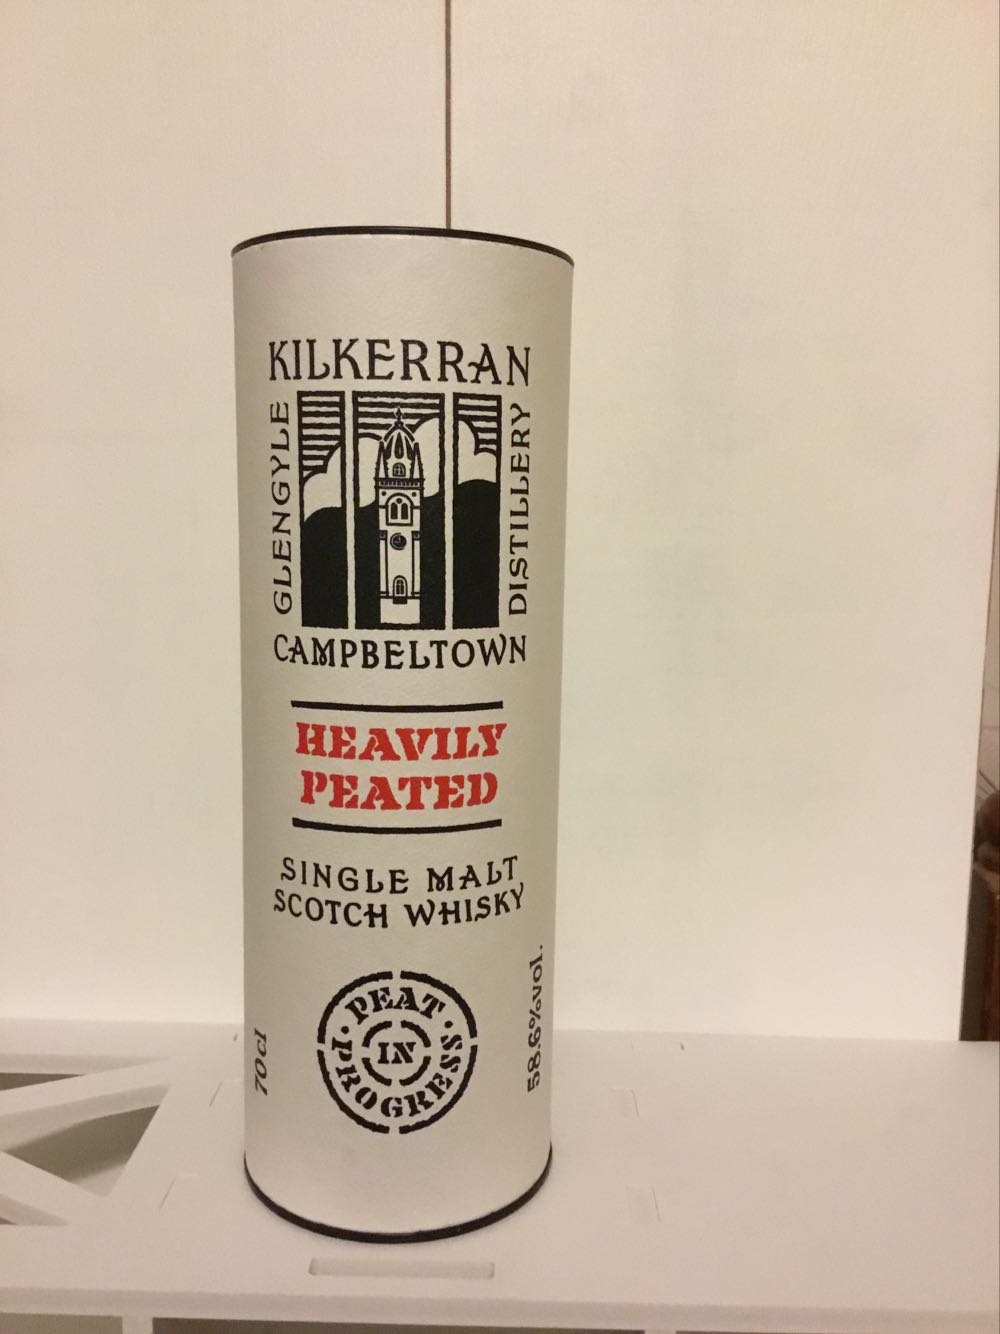 KILKERRAN
GLENGYLE
DISTILLERY
CAMPBELTOWN
HEAVILY
PEATED
SINGLE MALT
SCOTCH WHISKY
PEAT
IN
PROGRESS
70cl
58.6%vol.